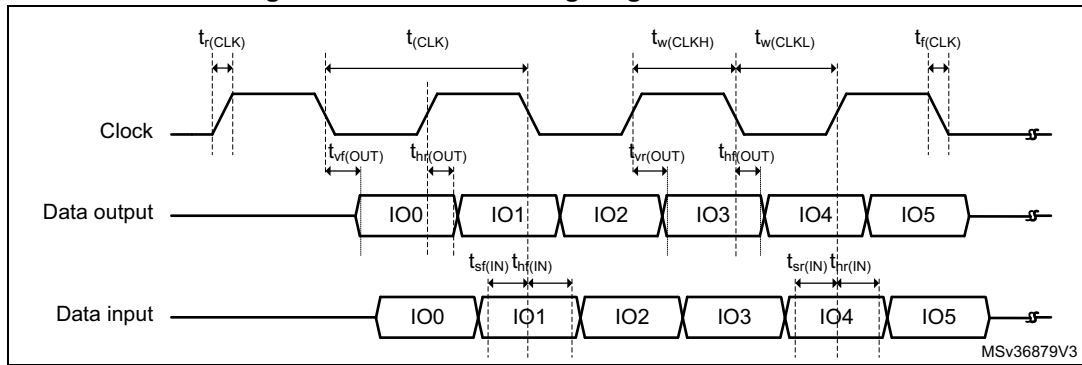 tr(CLK) t(CLK) tw(CLKH) tw(CLKL) tf(CLK)
Clock
tvf(OUT) thr(OUT) tvr(OUT) thf(OUT)
Data output IO0 IO1 IO2 IO3 IO4 IO5
tsf(IN) thf(IN) tsr(IN) thr(IN)
Data input IO0 IO1 IO2 IO3 IO4 IO5
MSv36879V3